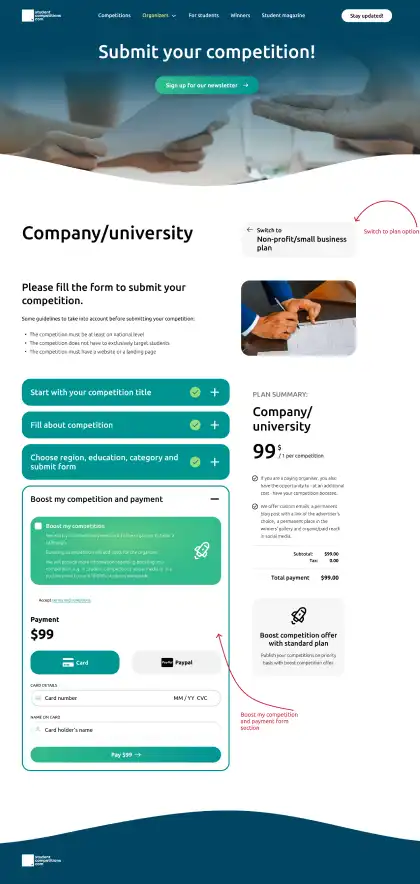 student
competitions
.com
Competitions
Organizers
For students
Winners
Student magazine
Stay updated!
Submit your competition!
Sign up for our newsletter →
Company/university
← Switch to
Non-profit/small business
plan
Switch to plan option
Please fill the form to submit your
competition.
Some guidelines to take into account before submitting your competition:
• The competition must be at least on national level
• The competition does not have to exclusively target students
• The competition must have a website or a landing page
Start with your competition title
Fill about competition
Choose region, education, category and
submit form
Boost my competition and payment
Boost my competition
Accept terms and conditions
Payment
$99
Card
PayPal
Paypal
CARD DETAILS
Card number
MM / YY CVC
NAME ON CARD
Card holder's name
Pay $99 →
PLAN SUMMARY:
Company/
university
99 $
/ 1 per competition
If you are a paying organiser, you also
have the opportunity to - at an additional
cost - have your competition boosted.
We offer custom emails, a permanent
blog post with a link of the advertiser's
choice, a permanent place in the
winners' gallery and organic/paid reach
in social media.
Subtotal: $99.00
Tax: 0.00
Total payment $99.00
Boost competition offer
with standard plan
Publish your competitions on priority
basis with boost competition offer.
Boost my competition
and payment form
section
student
competitions
.com